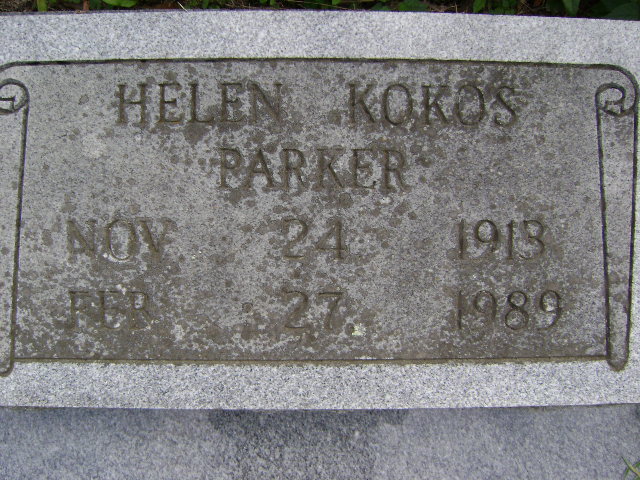 HELEN KOKOS
PARKER
NOV 24 1913
FEB 27 1989